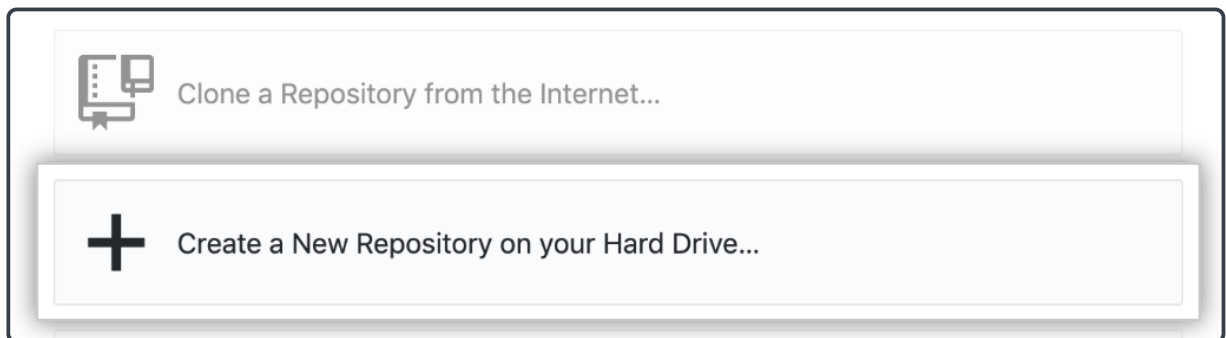 Clone a Repository from the Internet...
Create a New Repository on your Hard Drive...